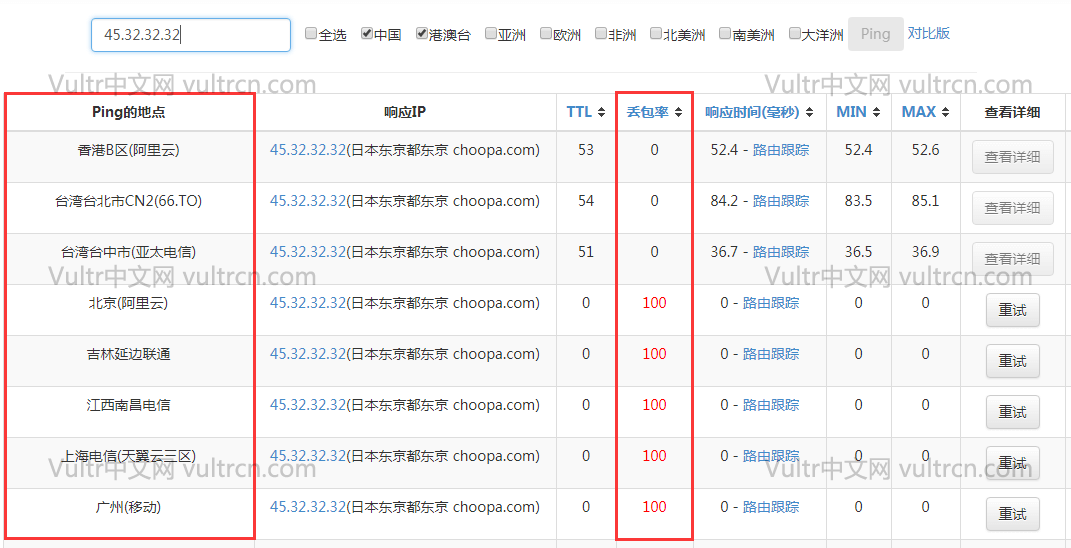 45.32.32.32 全选 中国 港澳台 亚洲 欧洲 非洲 北美洲 南美洲 大洋洲 Ping 对比版
Vultr中文网 vultrcn.com Vultr中文网 vultrcn.com
Ping的地点 响应IP TTL 丢包率 响应时间(毫秒) MIN MAX 查看详细
香港B区(阿里云) 45.32.32.32(日本东京都东京 choopa.com) 53 0 52.4 - 路由跟踪 52.4 52.6 查看详细
台湾台北市CN2(66.TO) 45.32.32.32(日本东京都东京 choopa.com) 54 0 84.2 - 路由跟踪 83.5 85.1 查看详细
台湾台中市(亚太电信) 45.32.32.32(日本东京都东京 choopa.com) 51 0 36.7 - 路由跟踪 36.5 36.9 查看详细
Vultr中文网 vultrcn.com Vultr中文网 vultrcn.com
北京(阿里云) 45.32.32.32(日本东京都东京 choopa.com) 0 100 0 - 路由跟踪 0 0 重试
吉林延边联通 45.32.32.32(日本东京都东京 choopa.com) 0 100 0 - 路由跟踪 0 0 重试
江西南昌电信 45.32.32.32(日本东京都东京 choopa.com) 0 100 0 - 路由跟踪 0 0 重试
上海电信(天翼云三区) 45.32.32.32(日本东京都东京 choopa.com) 0 100 0 - 路由跟踪 0 0 重试
Vultr中文网 vultrcn.com Vultr中文网 vultrcn.com
广州(移动) 45.32.32.32(日本东京都东京 choopa.com) 0 100 0 - 路由跟踪 0 0 重试